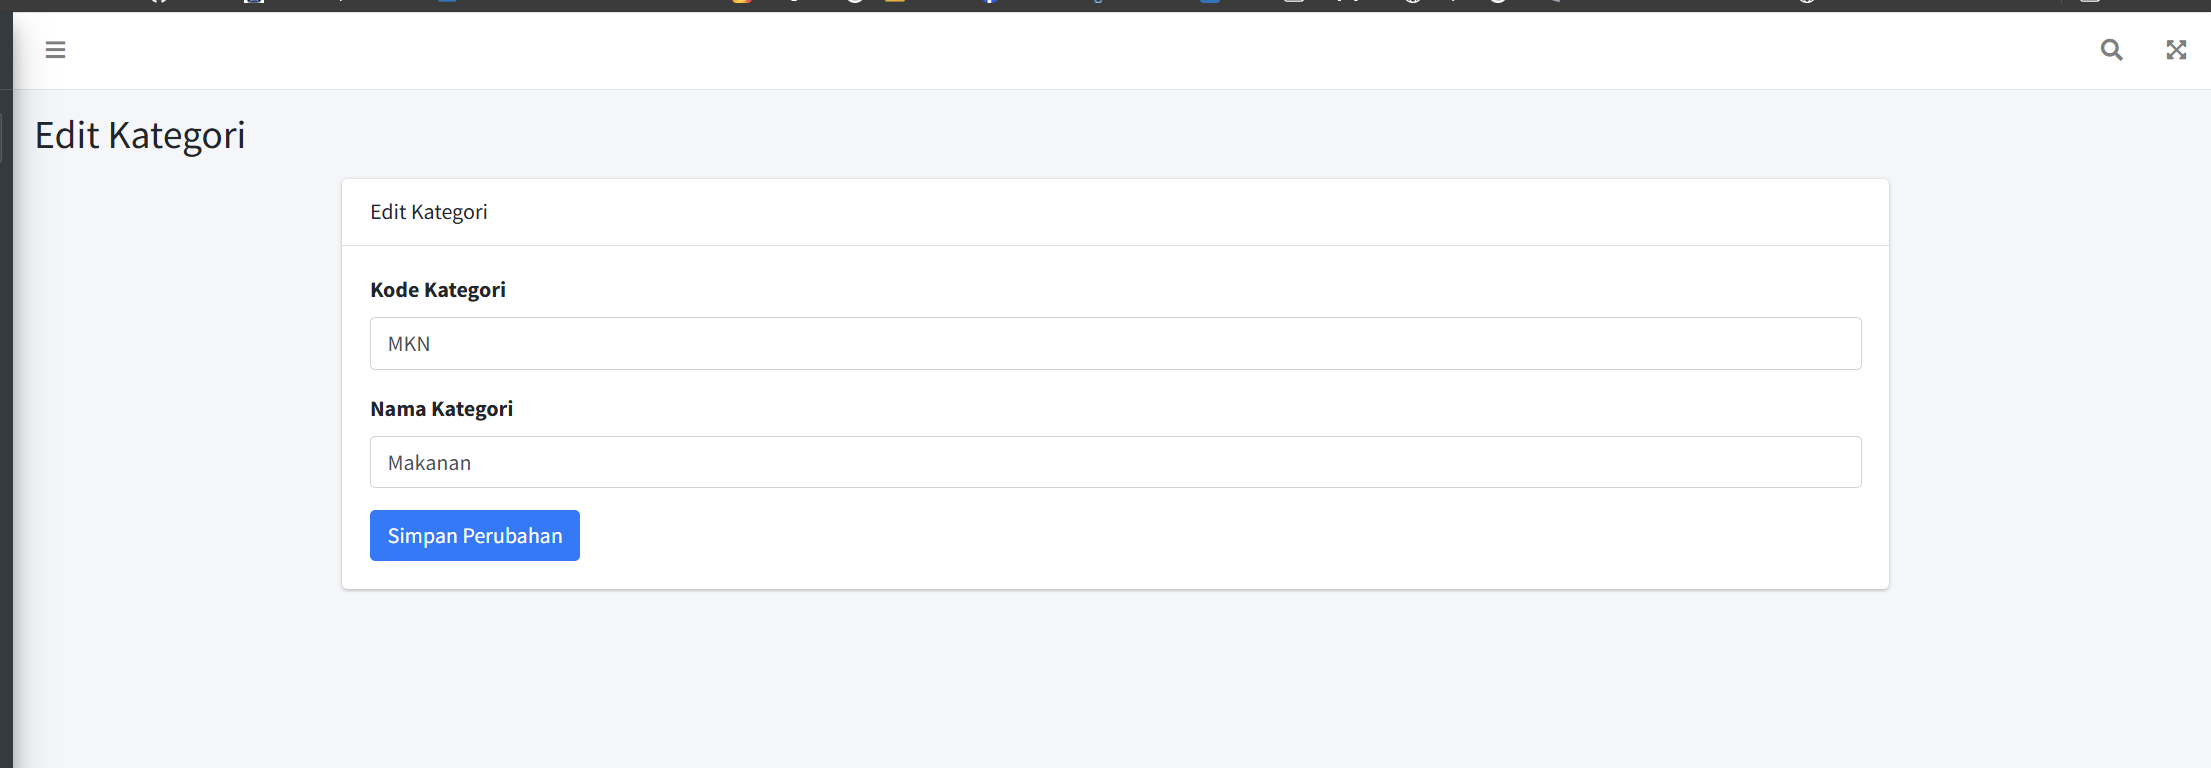 Edit Kategori
Edit Kategori
Kode Kategori
MKN
Nama Kategori
Makanan
Simpan Perubahan